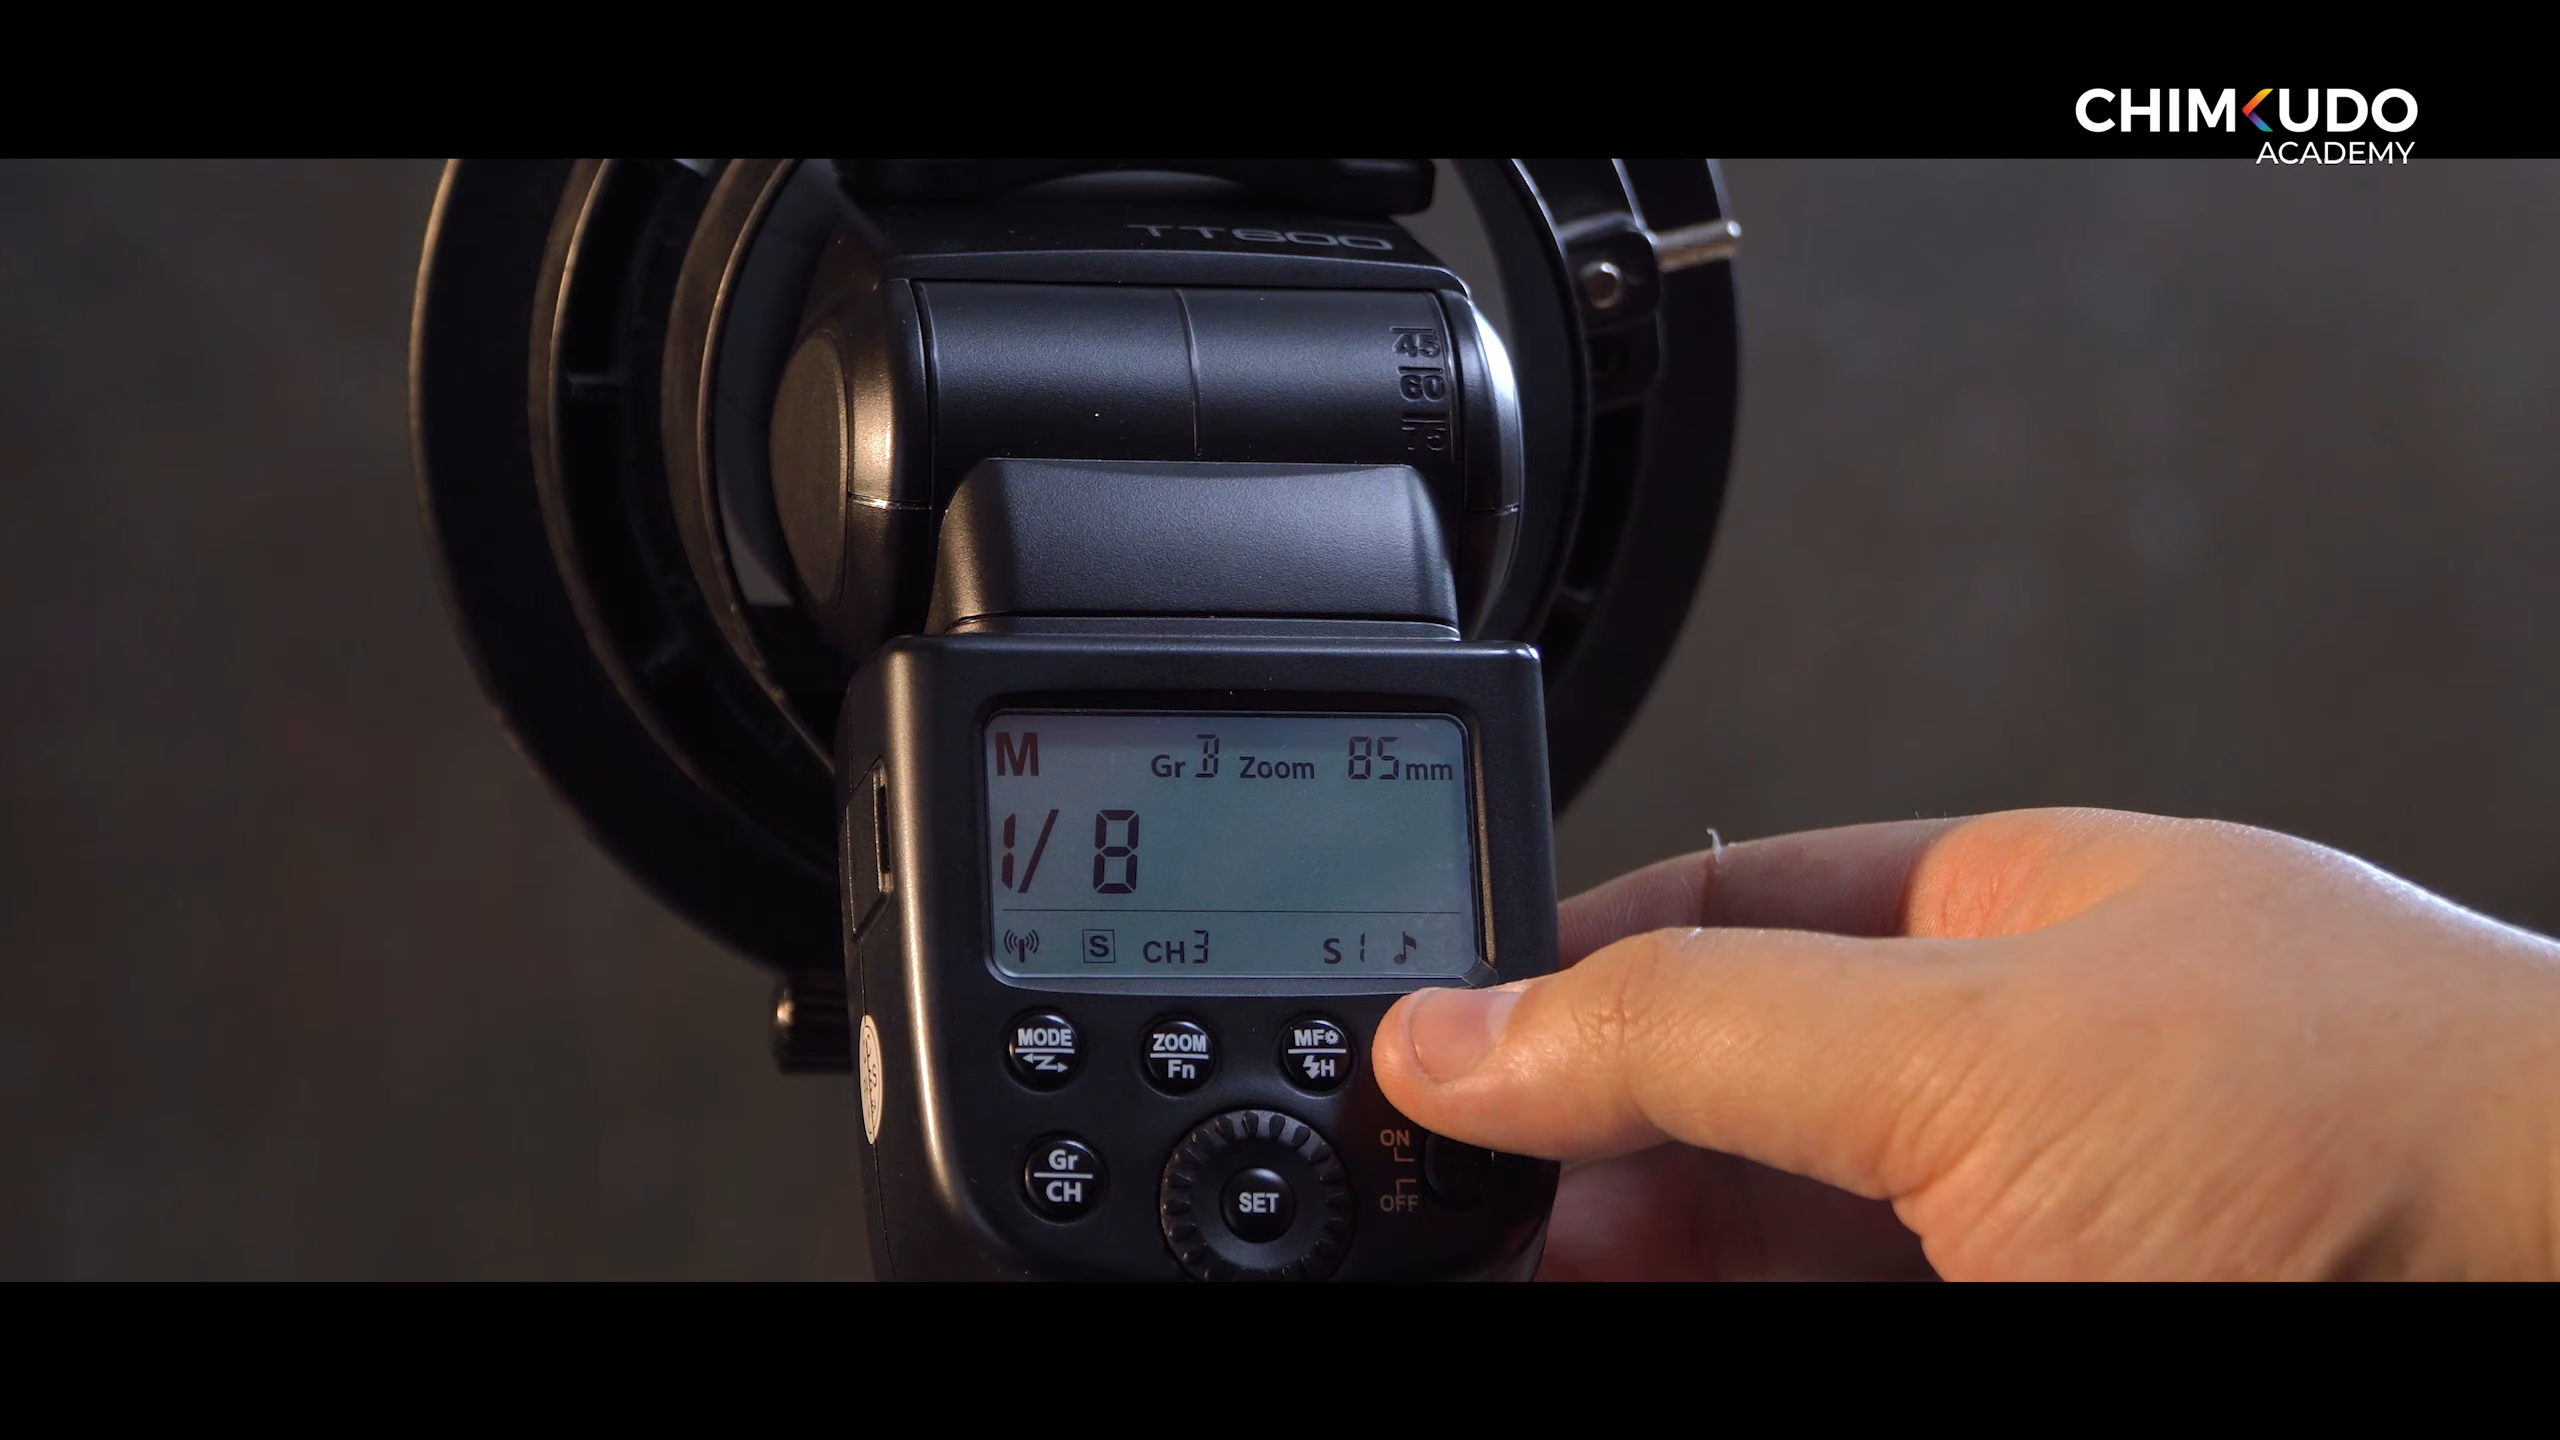 CHIMKUDO
ACADEMY
TT600
45
60
75
M Gr B Zoom 85mm
1/ 8
S CH3 S1 ♪
MODE
ZOOM
Fn
MF
H
Gr
CH
SET
ON
OFF